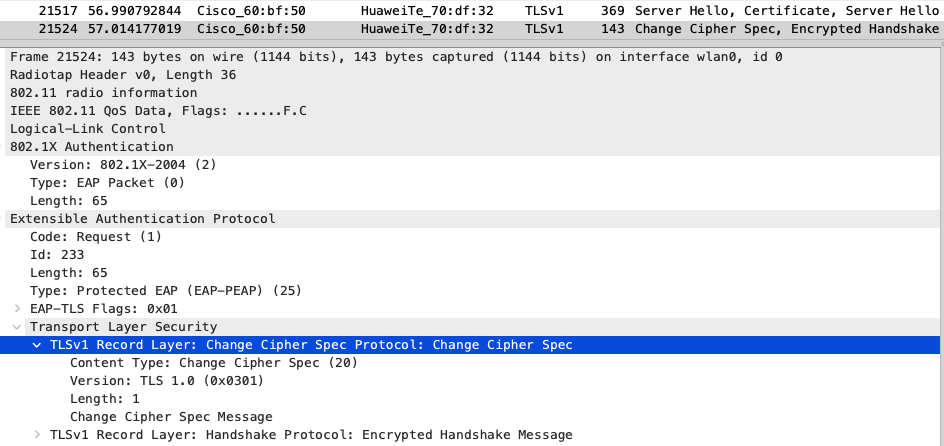 21517 56.990792844 Cisco_60:bf:50 HuaweiTe_70:df:32 TLSv1 369 Server Hello, Certificate, Server Hello
21524 57.014177019 Cisco_60:bf:50 HuaweiTe_70:df:32 TLSv1 143 Change Cipher Spec, Encrypted Handshake
Frame 21524: 143 bytes on wire (1144 bits), 143 bytes captured (1144 bits) on interface wlan0, id 0
Radiotap Header v0, Length 36
802.11 radio information
IEEE 802.11 QoS Data, Flags: ......F.C
Logical-Link Control
802.1X Authentication
Version: 802.1X-2004 (2)
Type: EAP Packet (0)
Length: 65
Extensible Authentication Protocol
Code: Request (1)
Id: 233
Length: 65
Type: Protected EAP (EAP-PEAP) (25)
EAP-TLS Flags: 0x01
Transport Layer Security
TLSv1 Record Layer: Change Cipher Spec Protocol: Change Cipher Spec
Content Type: Change Cipher Spec (20)
Version: TLS 1.0 (0x0301)
Length: 1
Change Cipher Spec Message
TLSv1 Record Layer: Handshake Protocol: Encrypted Handshake Message